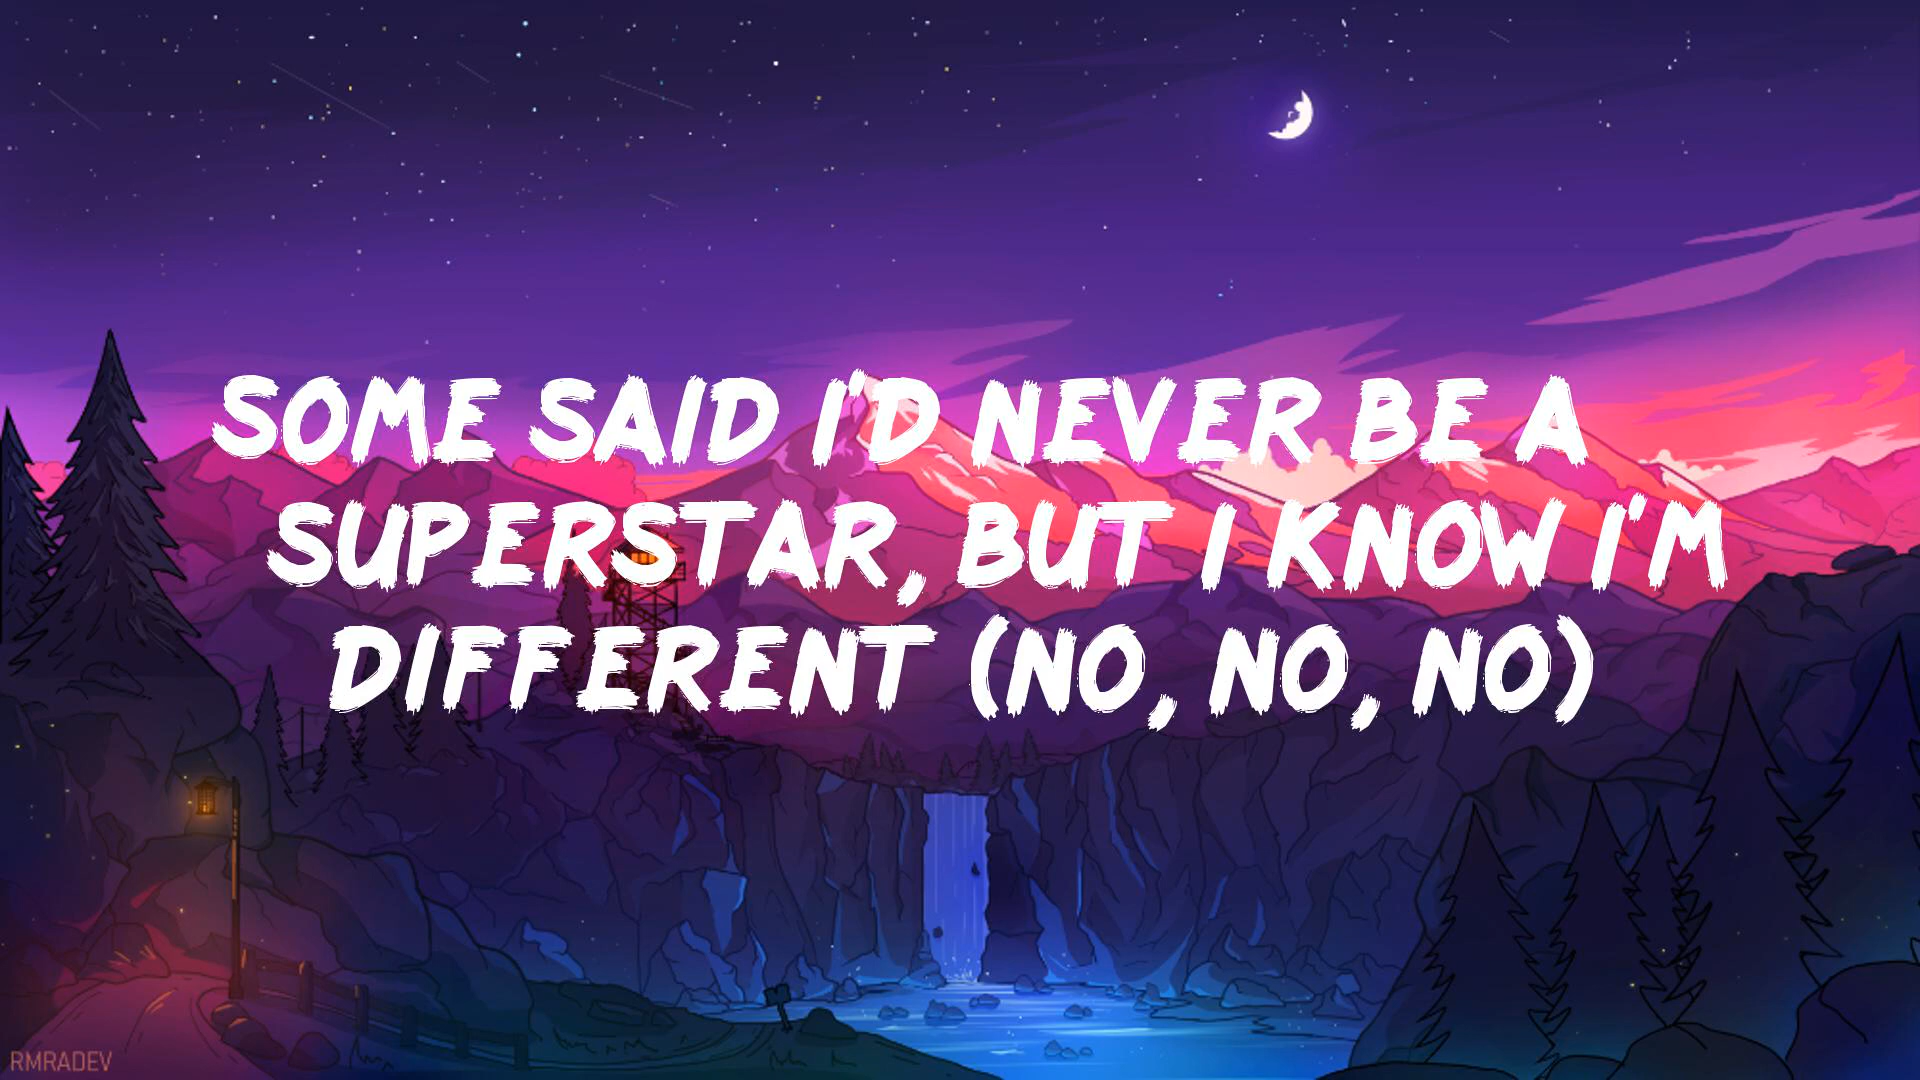 SOME SAID I'D NEVER BE A
SUPERSTAR, BUT I KNOW I'M
DIFFERENT (NO, NO, NO)
RMRADEV